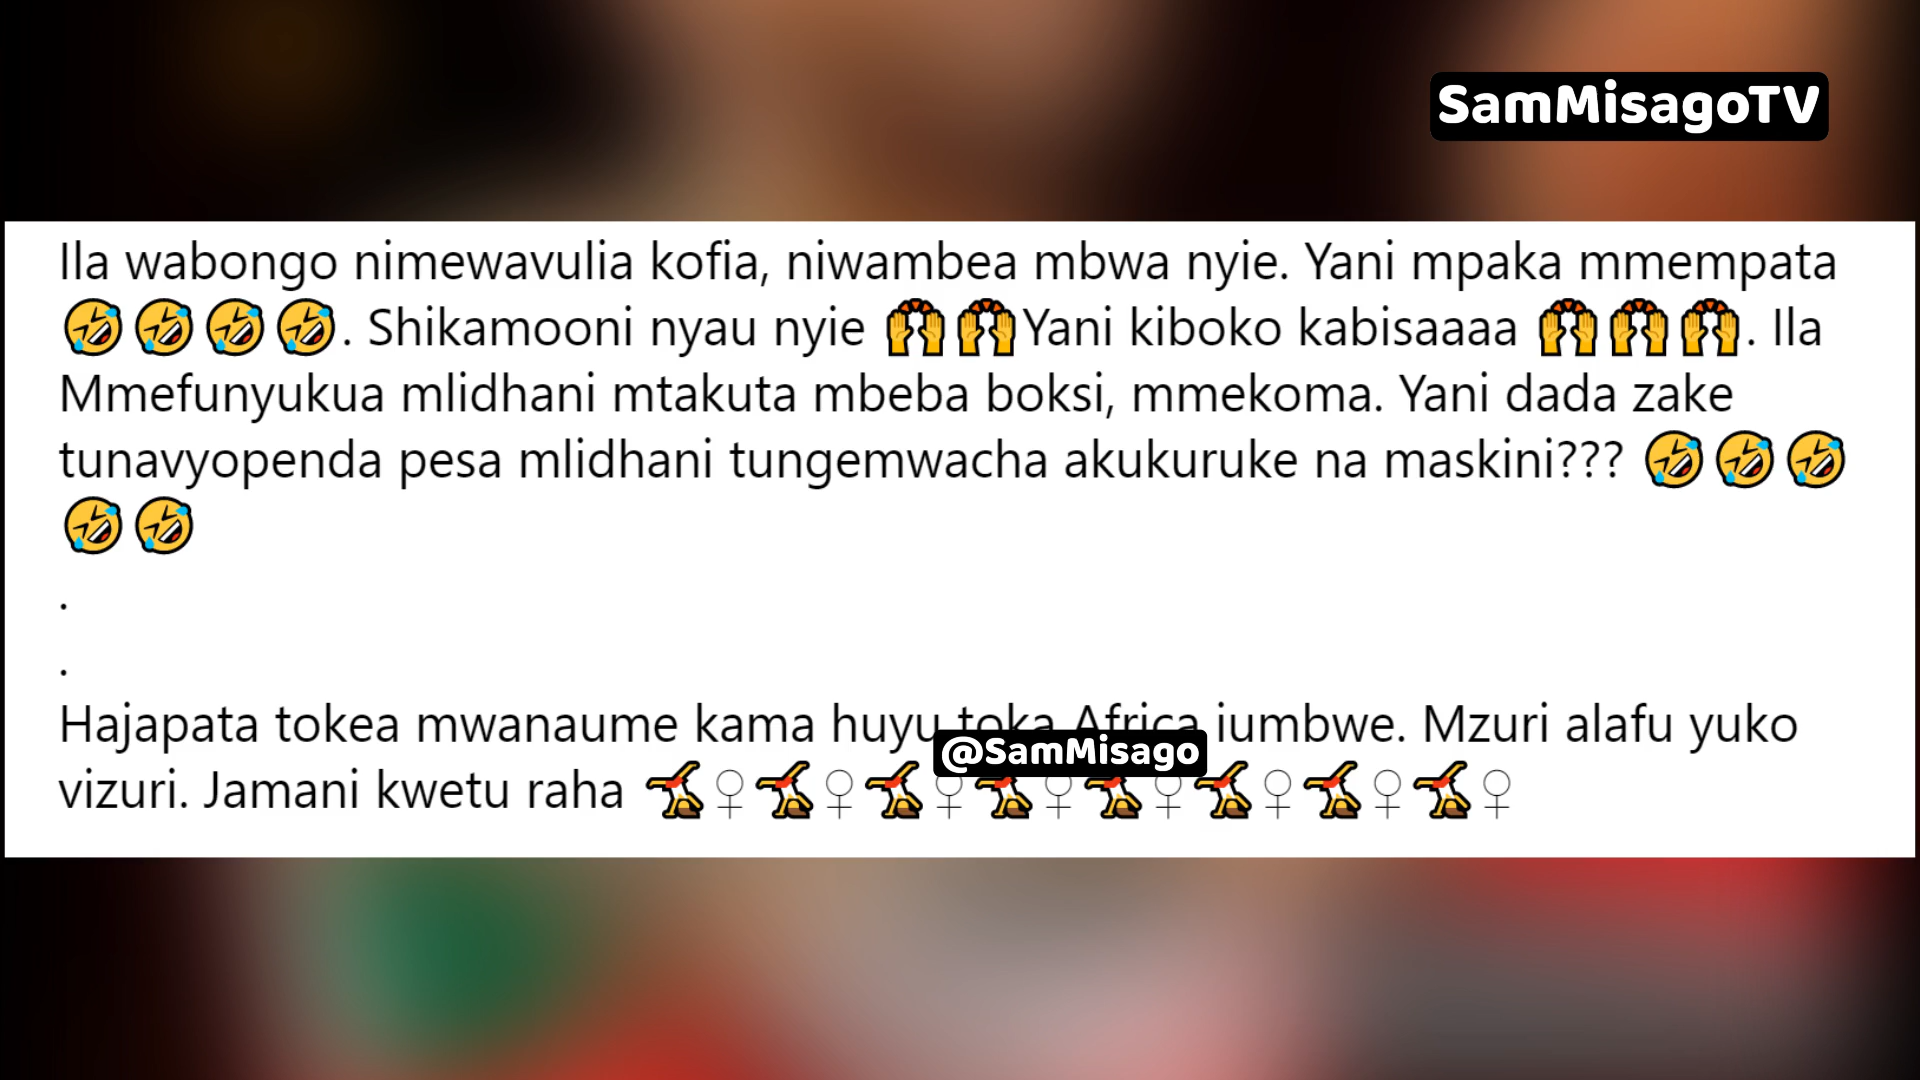 SamMisagoTV
Ila wabongo nimewavulia kofia, niwambea mbwa nyie. Yani mpaka mmempata
🤣🤣🤣🤣. Shikamooni nyau nyie 🙌🙌Yani kiboko kabisaaaa 🙌🙌🙌. Ila
Mmefunyukua mlidhani mtakuta mbeba boksi, mmekoma. Yani dada zake
tunavyopenda pesa mlidhani tungemwacha akukuruke na maskini??? 🤣🤣🤣
🤣🤣
.
.
Hajapata tokea mwanaume kama huyu toka Africa iumbwe. Mzuri alafu yuko
@SamMisago
vizuri. Jamani kwetu raha 🤸♀🤸♀🤸♀🤸♀🤸♀🤸♀🤸♀🤸♀